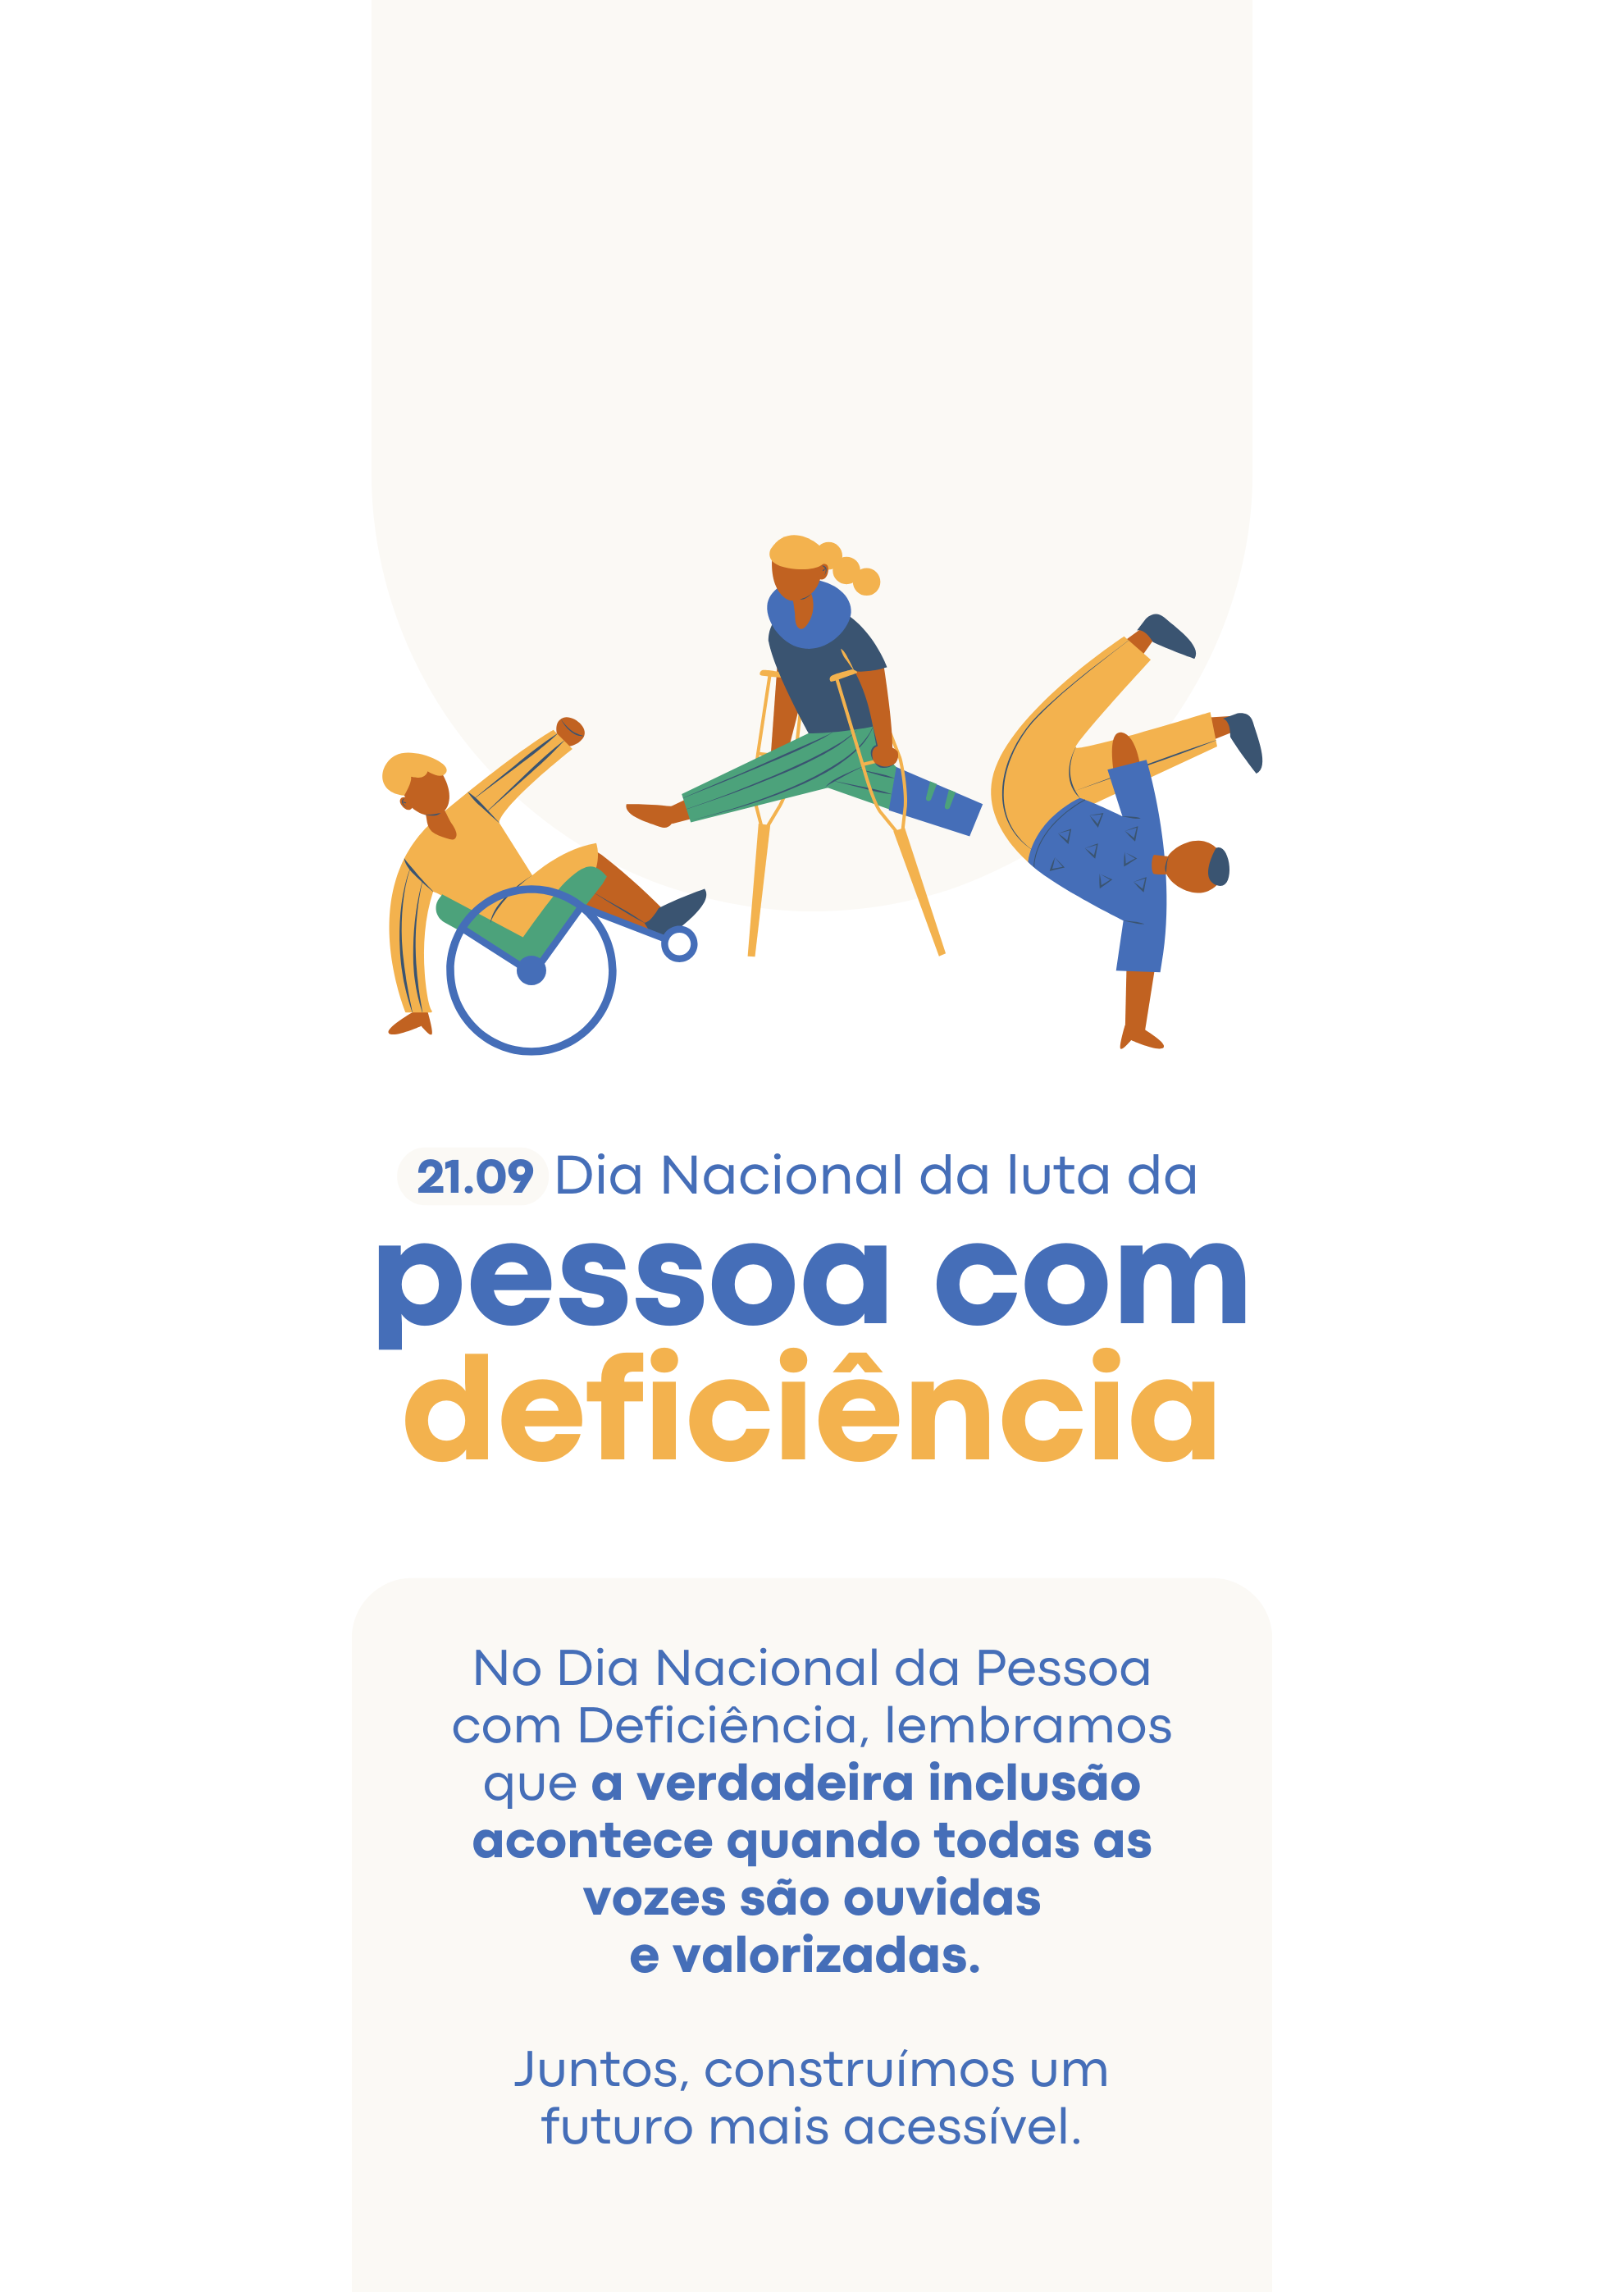 21.09 Dia Nacional da luta da
pessoa com
deficiência
No Dia Nacional da Pessoa
com Deficiência, lembramos
que a verdadeira inclusão
acontece quando todas as
vozes são ouvidas
e valorizadas.
Juntos, construímos um
futuro mais acessível.